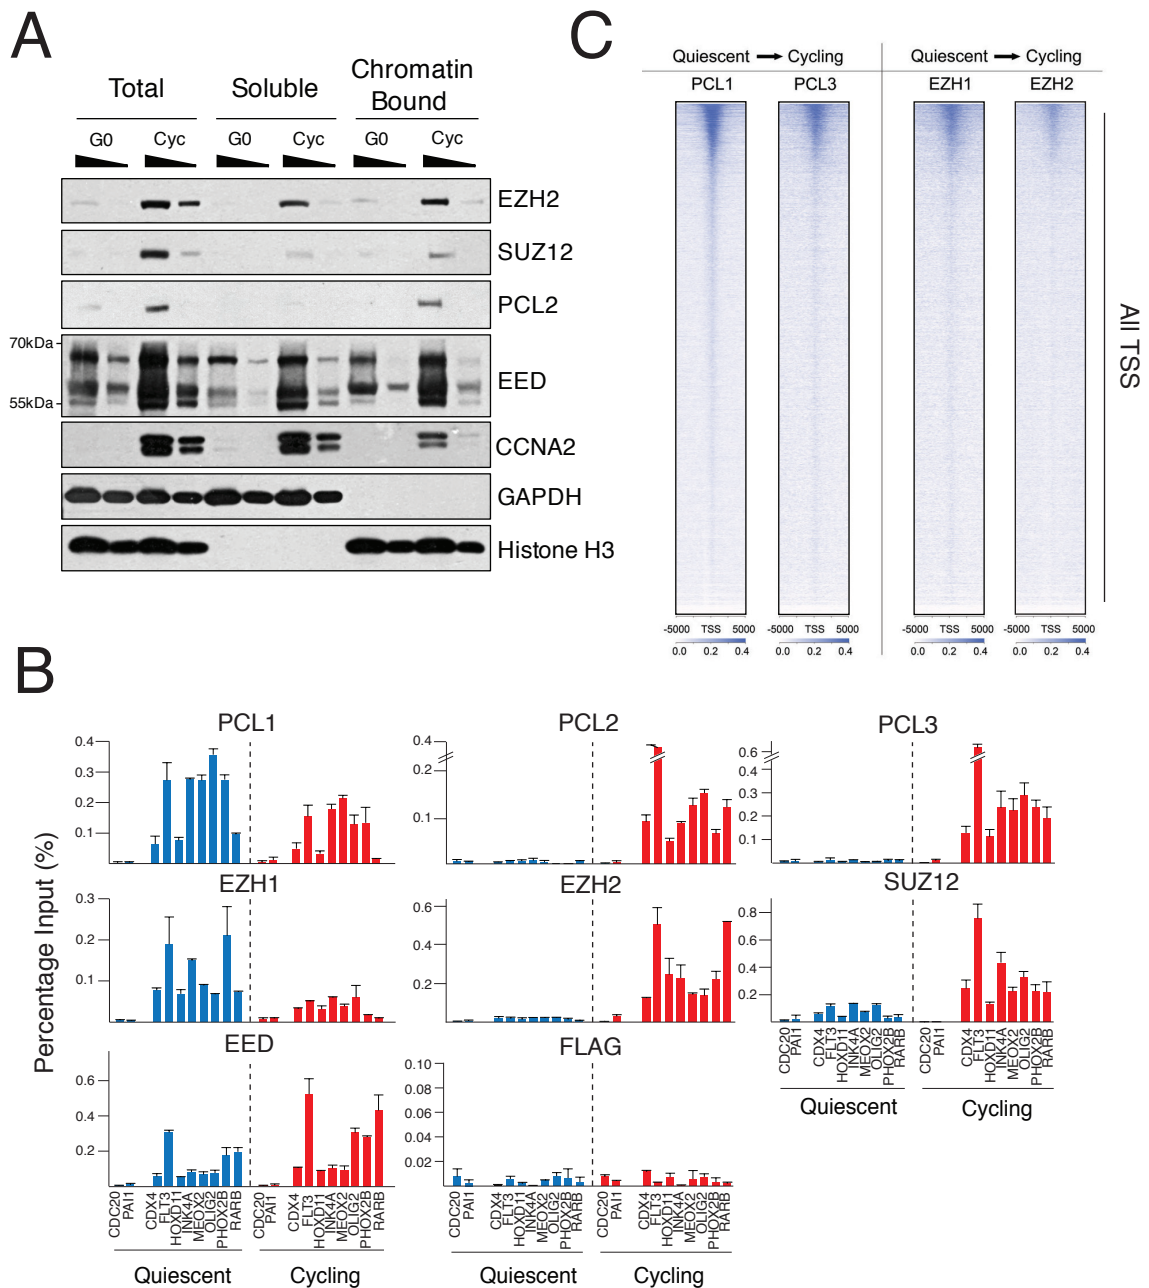 A
Total Soluble Chromatin Bound
G0 Cyc G0 Cyc G0 Cyc
EZH2
SUZ12
PCL2
70kDa
EED
55kDa
CCNA2
GAPDH
Histone H3
C
Quiescent Cycling Quiescent Cycling
PCL1 PCL3 EZH1 EZH2
All TSS
-5000 TSS 5000 -5000 TSS 5000 -5000 TSS 5000 -5000 TSS 5000
0.0 0.2 0.4 0.0 0.2 0.4 0.0 0.2 0.4 0.0 0.2 0.4
B
Percentage Input (%)
PCL1
0.4
0.3
0.2
0.1
PCL2
0.4
0.2
0.1
PCL3
0.6
0.4
0.3
0.2
0.1
EZH1
0.3
0.2
0.1
EZH2
0.6
0.4
0.2
SUZ12
0.8
0.6
0.4
0.2
CDC20 PAI1 CDX4 FLT3 HOXD11 INK4A MEOX2 OLIG2 PHOX2B RARB CDC20 PAI1 CDX4 FLT3 HOXD11 INK4A MEOX2 OLIG2 PHOX2B RARB
Quiescent Cycling
EED
0.6
0.4
0.2
CDC20 PAI1 CDX4 FLT3 HOXD11 INK4A MEOX2 OLIG2 PHOX2B RARB CDC20 PAI1 CDX4 FLT3 HOXD11 INK4A MEOX2 OLIG2 PHOX2B RARB
Quiescent Cycling
FLAG
0.10
0.08
0.06
0.04
0.02
CDC20 PAI1 CDX4 FLT3 HOXD11 INK4A MEOX2 OLIG2 PHOX2B RARB CDC20 PAI1 CDX4 FLT3 HOXD11 INK4A MEOX2 OLIG2 PHOX2B RARB
Quiescent Cycling